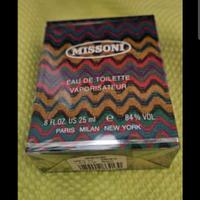 MISSONI
EAU DE TOILETTE
VAPORISATEUR
8 FL.OZ. US 25 ml e 84% VOL.
PARIS MILAN NEW YORK